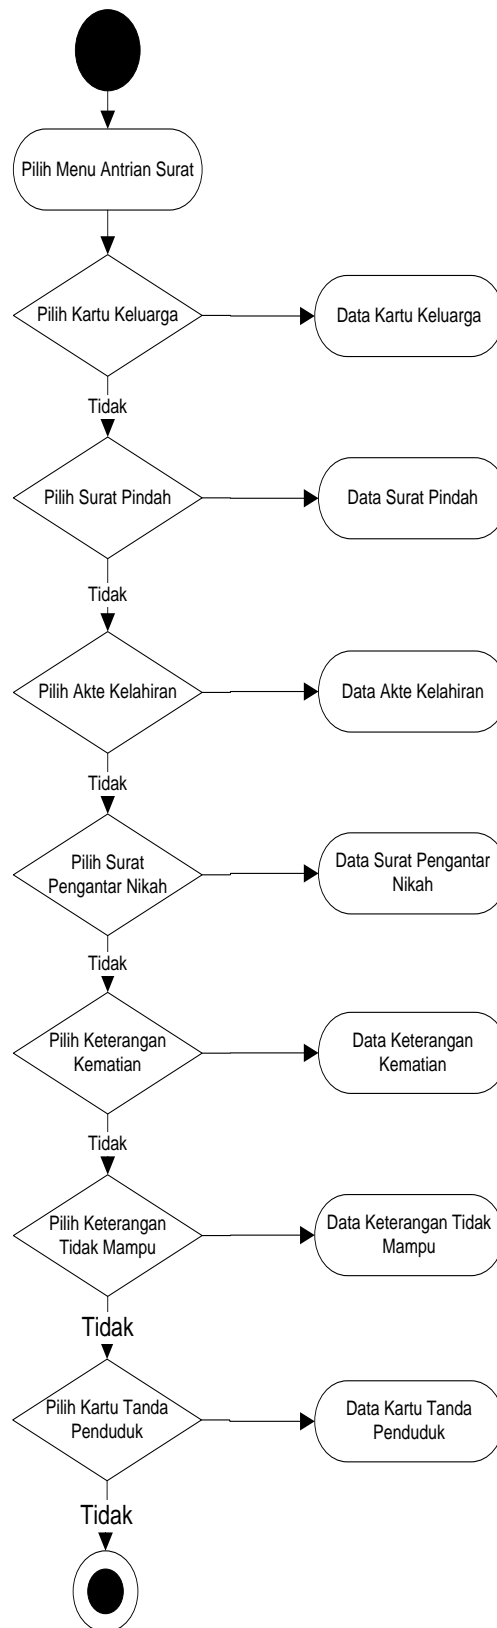 Pilih Menu Antrian Surat
Pilih Kartu Keluarga
Data Kartu Keluarga
Tidak
Pilih Surat Pindah
Data Surat Pindah
Tidak
Pilih Akte Kelahiran
Data Akte Kelahiran
Tidak
Pilih Surat
Pengantar Nikah
Data Surat Pengantar
Nikah
Tidak
Pilih Keterangan
Kematian
Data Keterangan
Kematian
Tidak
Pilih Keterangan
Tidak Mampu
Data Keterangan Tidak
Mampu
Tidak
Pilih Kartu Tanda
Penduduk
Data Kartu Tanda
Penduduk
Tidak